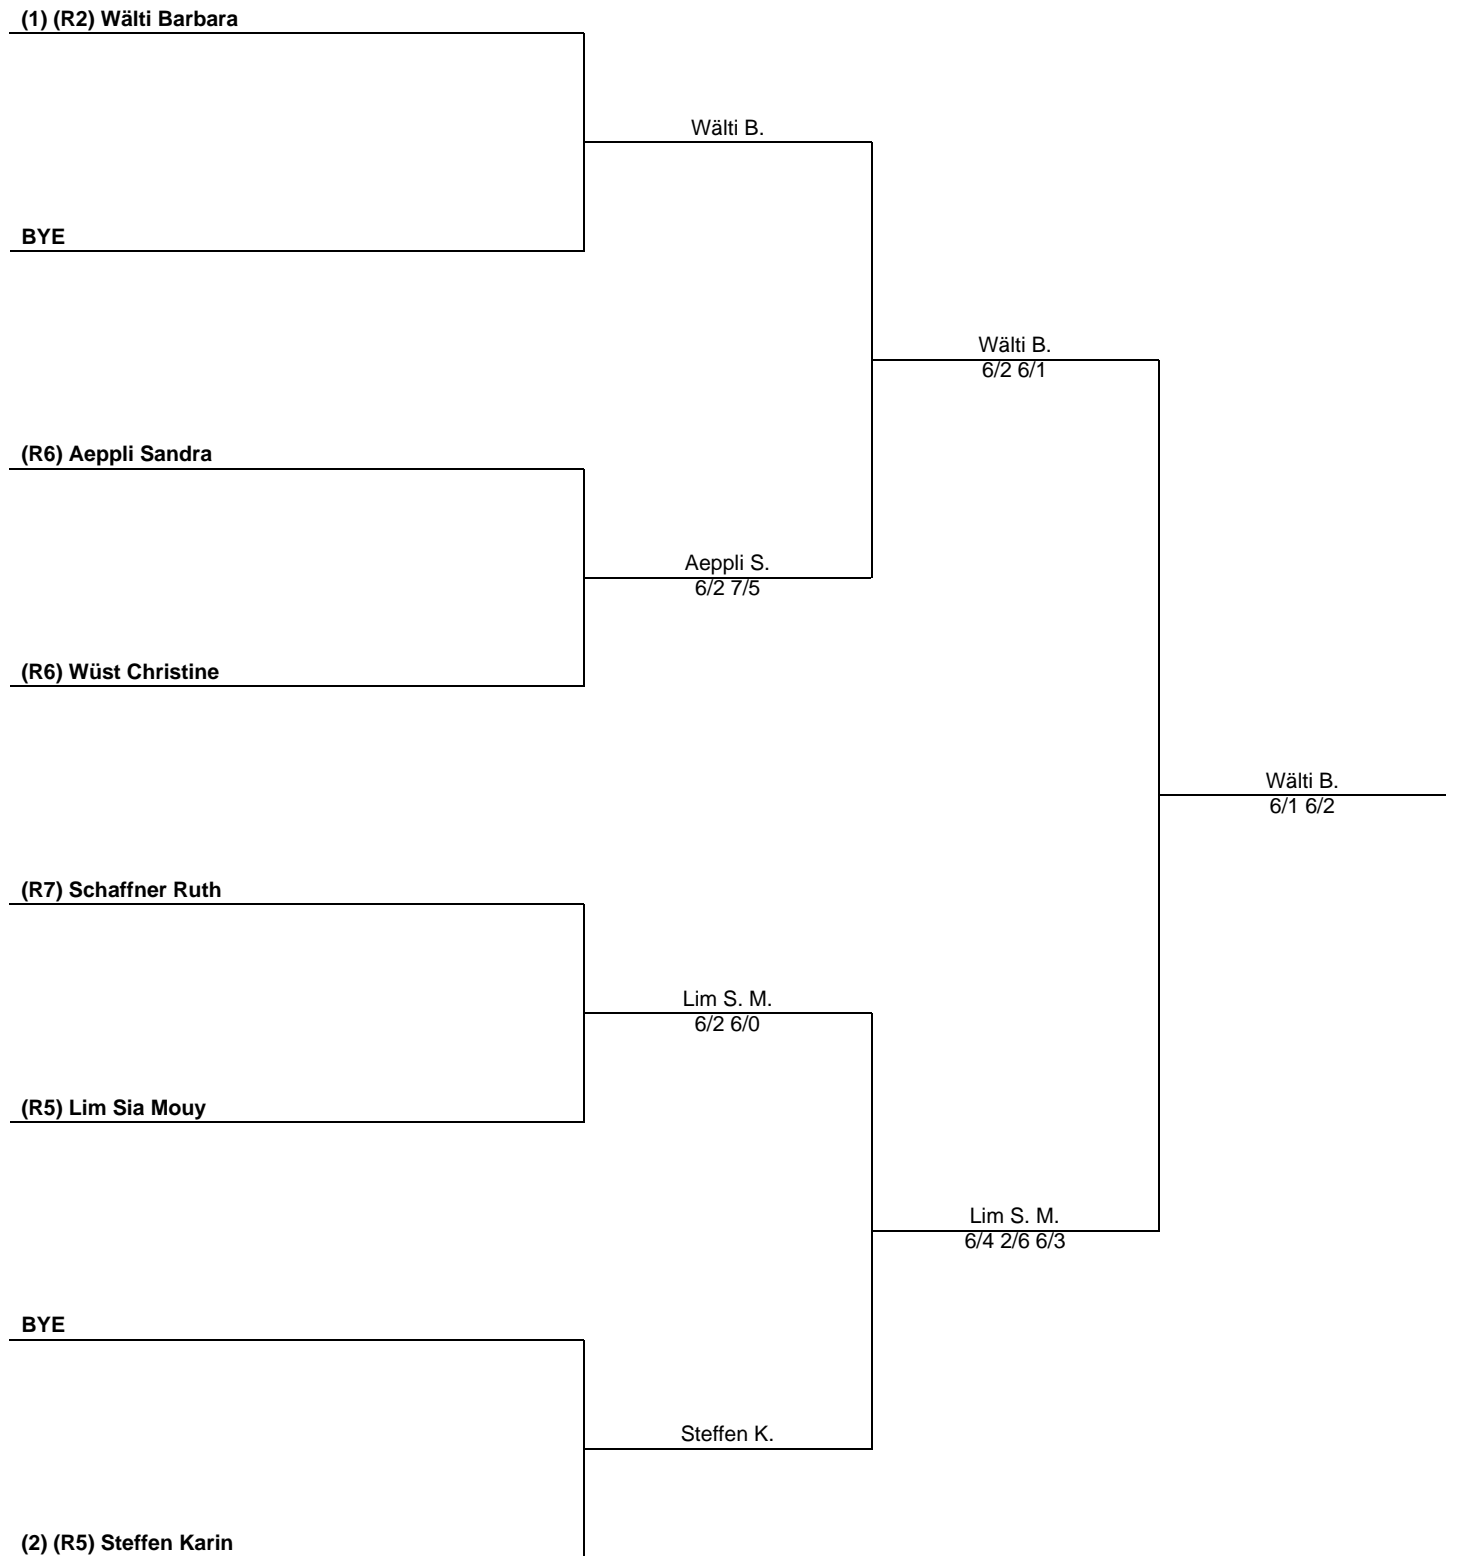 (1) (R2) Wälti Barbara
Wälti B.
BYE
Wälti B.
6/2 6/1
(R6) Aeppli Sandra
Aeppli S.
6/2 7/5
(R6) Wüst Christine
Wälti B.
6/1 6/2
(R7) Schaffner Ruth
Lim S. M.
6/2 6/0
(R5) Lim Sia Mouy
Lim S. M.
6/4 2/6 6/3
BYE
Steffen K.
(2) (R5) Steffen Karin